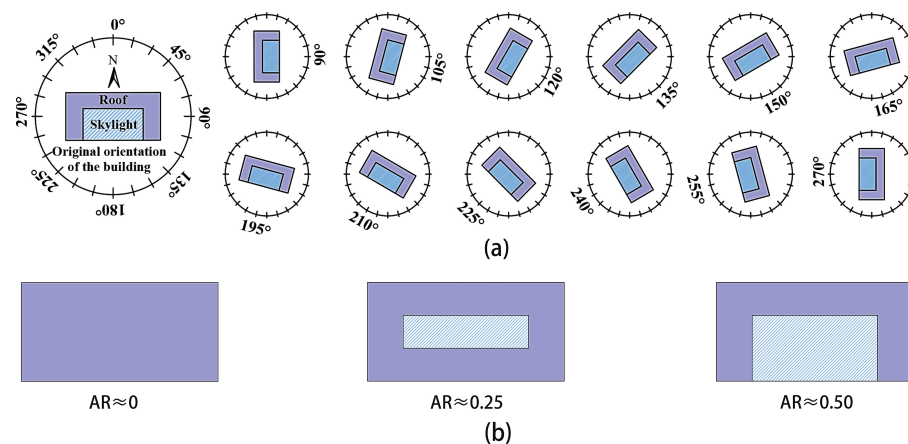 0°
45°
90°
135°
180°
225°
270°
315°
N
Roof
Skylight
Original orientation
of the building
90°
105°
120°
135°
150°
165°
195°
210°
225°
240°
255°
270°
(a)
AR≈0
AR≈0.25
AR≈0.50
(b)